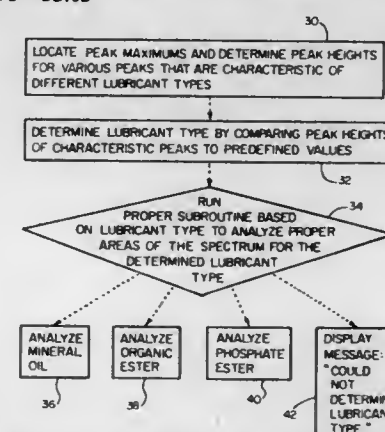 30
LOCATE PEAK MAXIMUMS AND DETERMINE PEAK HEIGHTS
FOR VARIOUS PEAKS THAT ARE CHARACTERISTIC OF
DIFFERENT LUBRICANT TYPES
DETERMINE LUBRICANT TYPE BY COMPARING PEAK HEIGHTS
OF CHARACTERISTIC PEAKS TO PREDEFINED VALUES
32
RUN
34
PROPER SUBROUTINE BASED
ON LUBRICANT TYPE TO ANALYZE PROPER
AREAS OF THE SPECTRUM FOR THE
DETERMINED LUBRICANT
TYPE
ANALYZE
MINERAL
OIL
36
ANALYZE
ORGANIC
ESTER
38
ANALYZE
PHOSPHATE
ESTER
40
DISPLAY
MESSAGE:
"COULD
NOT
DETERMINE
LUBRICANT
TYPE"
42